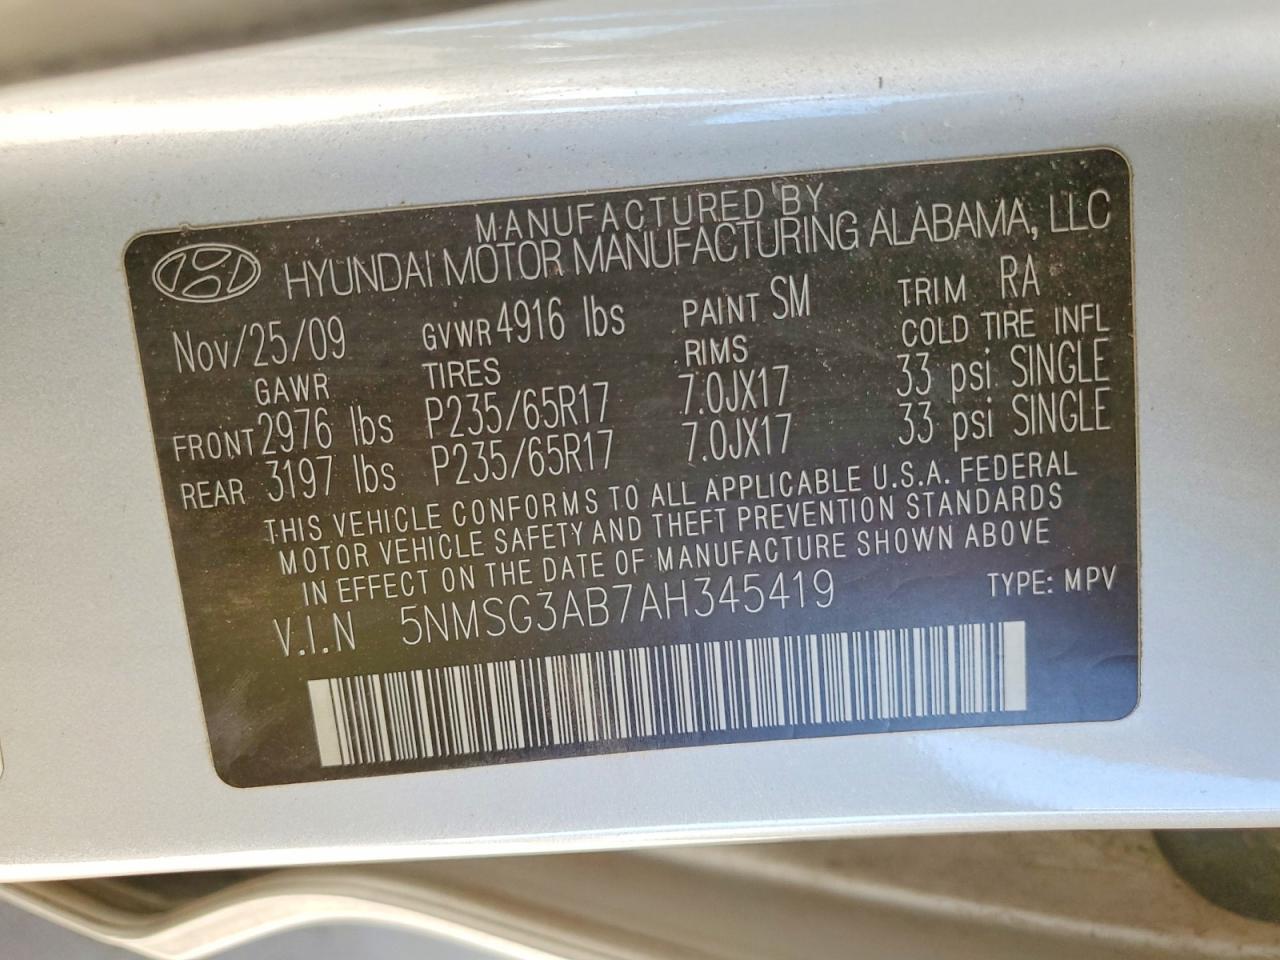 MANUFACTURED BY
HYUNDAI MOTOR MANUFACTURING ALABAMA, LLC
Nov/25/09 GVWR 4916 lbs PAINT SM TRIM RA
GAWR TIRES RIMS COLD TIRE INFL
FRONT 2976 lbs P235/65R17 7.0JX17 33 psi SINGLE
REAR 3197 lbs P235/65R17 7.0JX17 33 psi SINGLE
THIS VEHICLE CONFORMS TO ALL APPLICABLE U.S.A. FEDERAL
MOTOR VEHICLE SAFETY AND THEFT PREVENTION STANDARDS
IN EFFECT ON THE DATE OF MANUFACTURE SHOWN ABOVE
V.I.N 5NMSG3AB7AH345419 TYPE: MPV